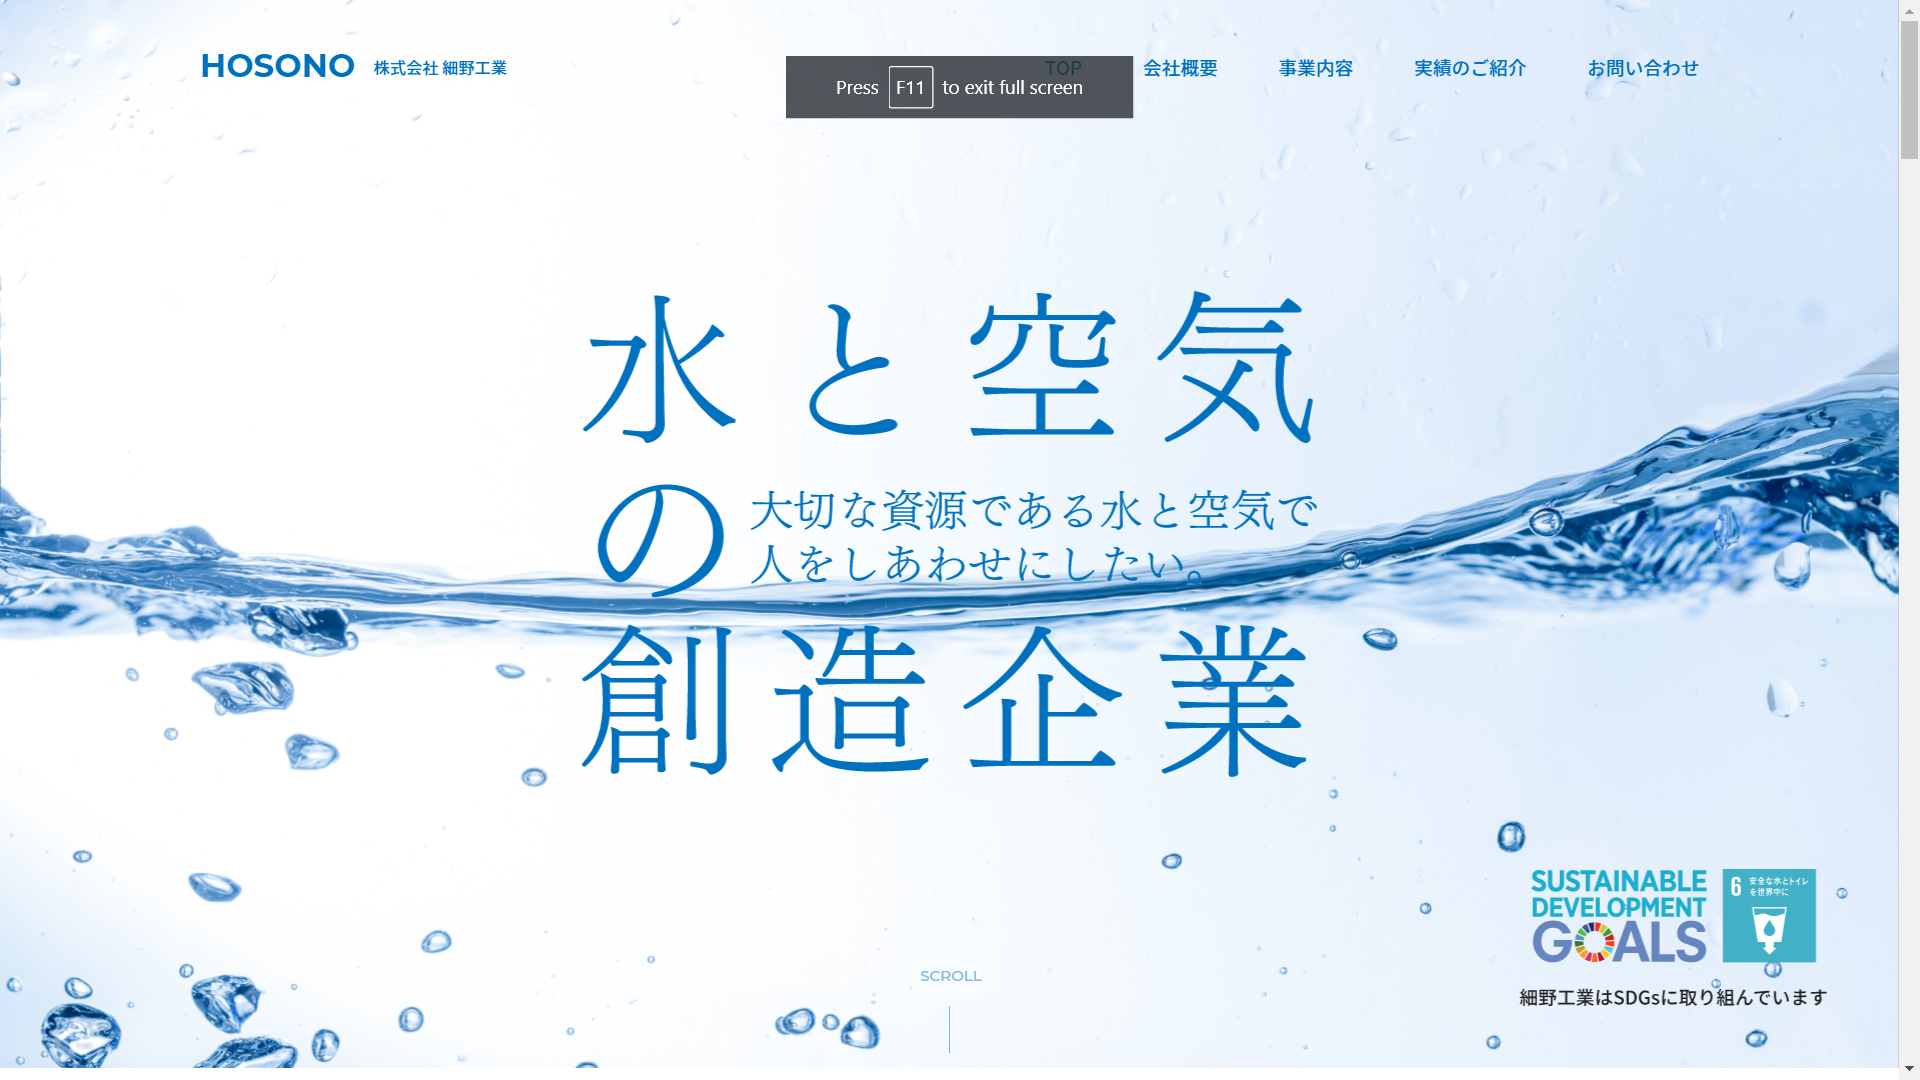 HOSONO 株式会社 細野工業
TOP 会社概要 事業内容 実績のご紹介 お問い合わせ
Press F11 to exit full screen
水と空気
の
大切な資源である水と空気で
人をしあわせにしたい。
創造企業
SUSTAINABLE
DEVELOPMENT
GOALS
6 安全な水とトイレ
を世界中に
細野工業はSDGsに取り組んでいます
SCROLL